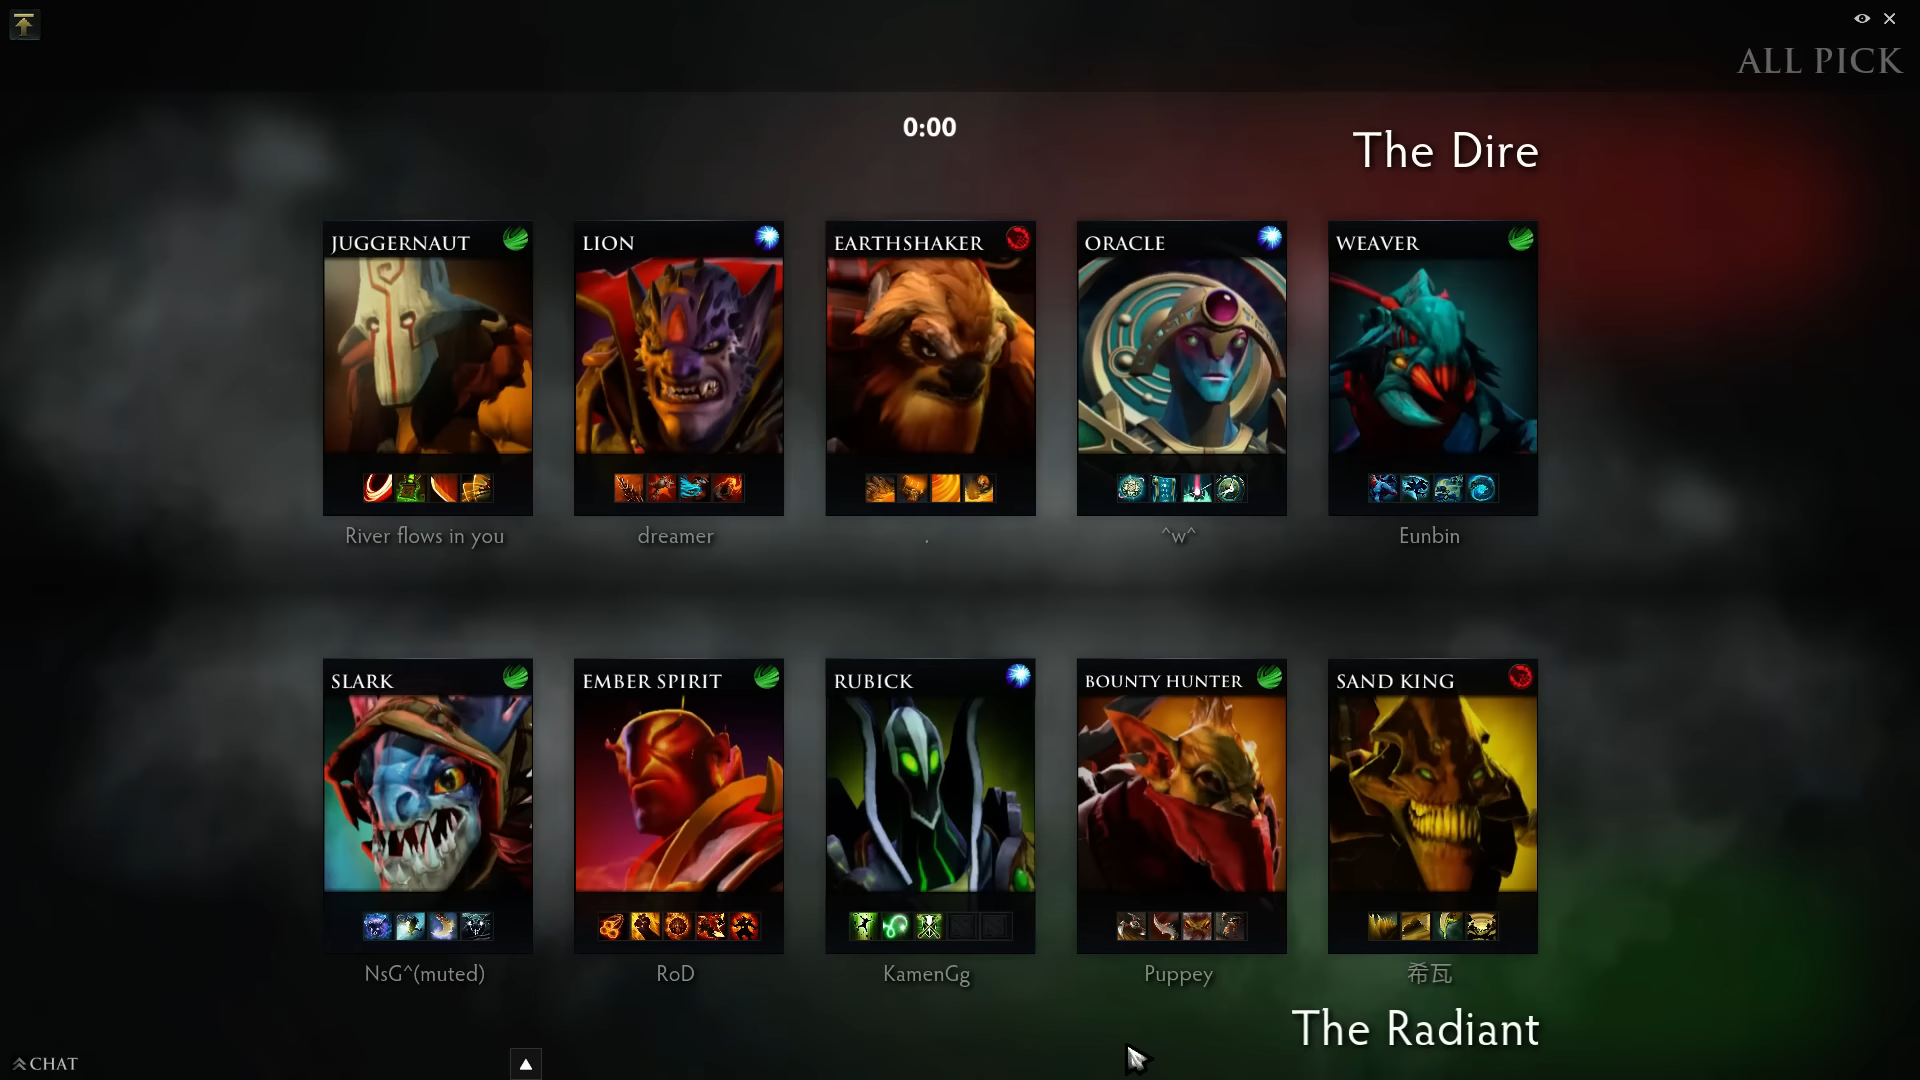 ALL PICK
0:00
The Dire
JUGGERNAUT
LION
EARTHSHAKER
ORACLE
WEAVER
River flows in you
dreamer
.
^w^
Eunbin
SLARK
EMBER SPIRIT
RUBICK
BOUNTY HUNTER
SAND KING
NsG^(muted)
RoD
KamenGg
Puppey
希瓦
The Radiant
CHAT